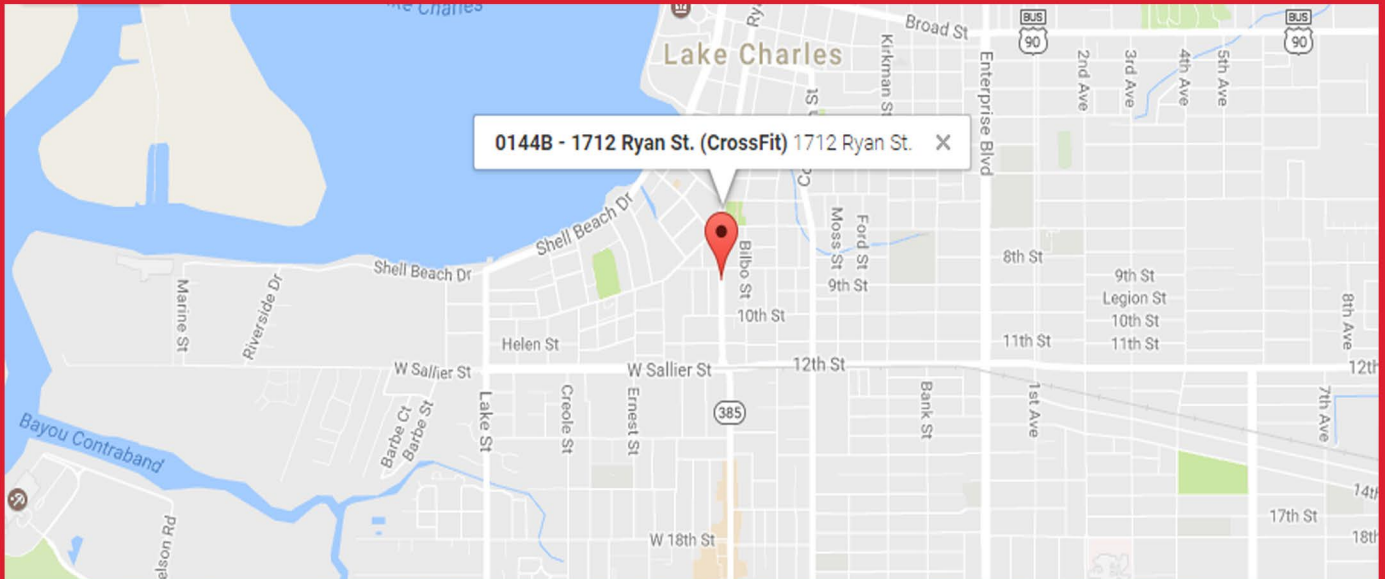 ke Charles
Ry
Broad St
BUS
90
BUS
90
Lake Charles
Kirkman St
Enterprise Blvd
2nd Ave
3rd Ave
4th Ave
5th Ave
0144B - 1712 Ryan St. (CrossFit) 1712 Ryan St.
Shell Beach Dr
Moss St
Ford St
Bilbo St
8th St
Shell Beach Dr
9th St
9th St
Marine St
Riverside Dr
Legion St
10th St
10th St
8th Ave
Helen St
11th St
11th St
W Sallier St
W Sallier St
12th St
12th
Lake St
Creole St
Ernest St
385
Bank St
1st Ave
7th Ave
Barbe Ct
Barbe St
Bayou Contraband
14th
17th St
elson Rd
W 18th St
18th